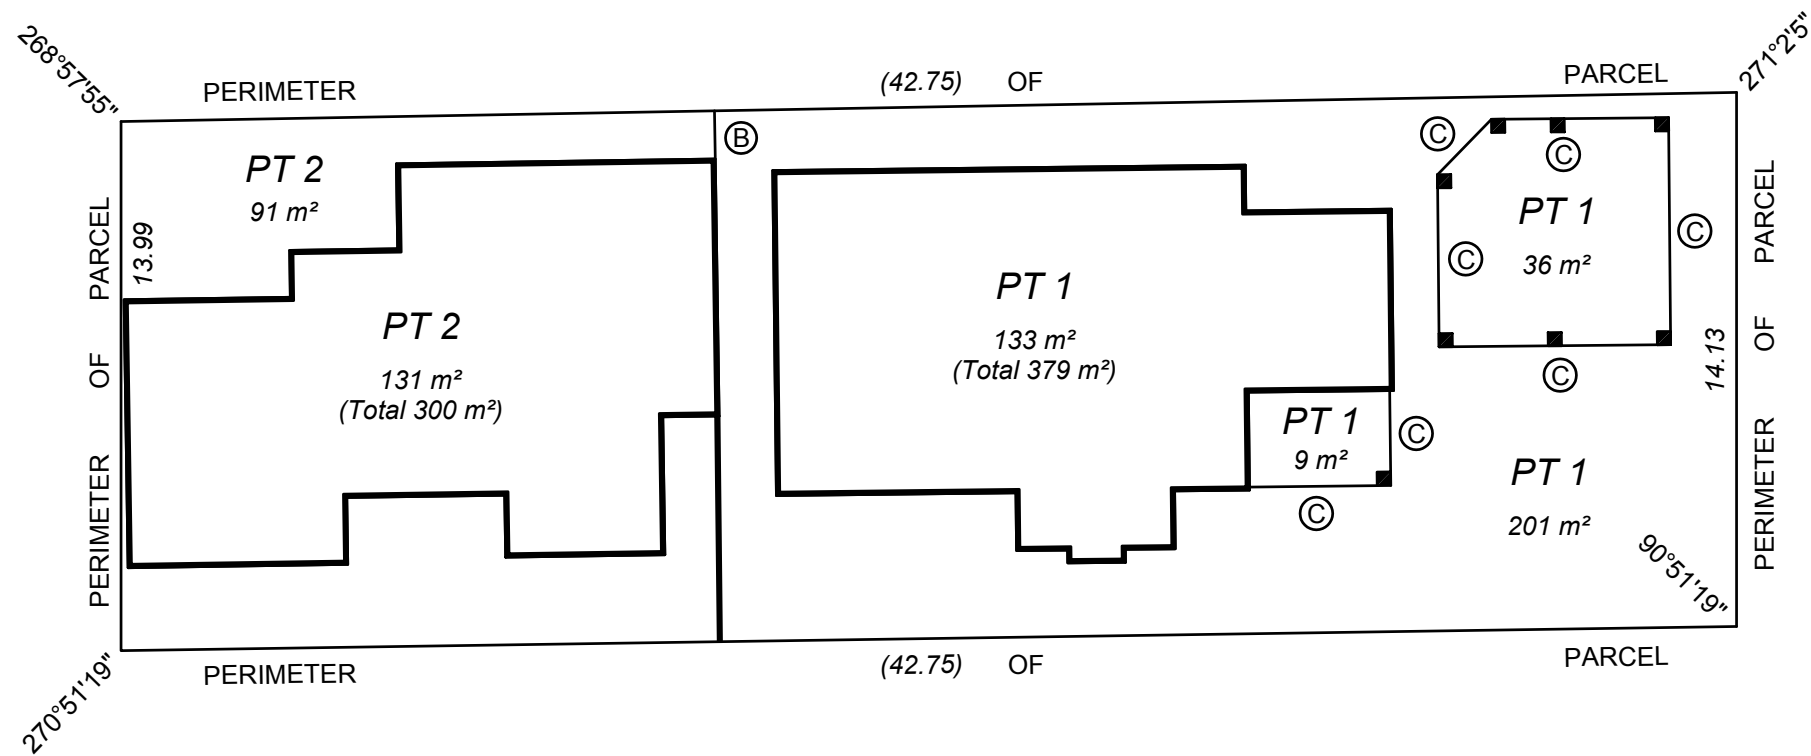 268°57'55"
PERIMETER
(42.75) OF
PARCEL
271°2'5"
PT 2
91 m²
B
C
C
PT 1
36 m²
C
C
C
PARCEL
OF
PERIMETER
13.99
PT 2
131 m²
(Total 300 m²)
PT 1
133 m²
(Total 379 m²)
PT 1
9 m²
C
C
PT 1
201 m²
14.13
PARCEL
OF
PERIMETER
90°51'19"
270°51'19"
PERIMETER
(42.75) OF
PARCEL